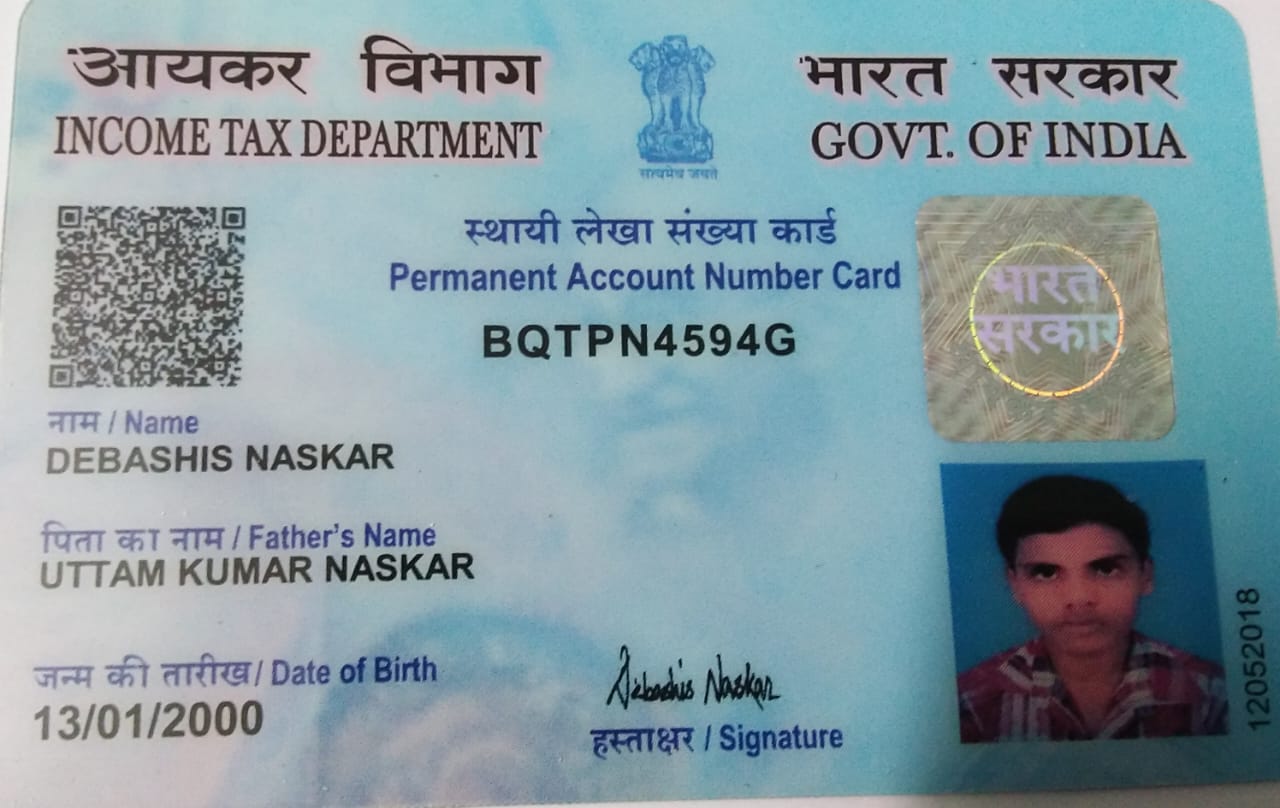 आयकर विभाग
INCOME TAX DEPARTMENT
सत्यमेव जयते
भारत सरकार
GOVT. OF INDIA
स्थायी लेखा संख्या कार्ड
Permanent Account Number Card
BQTPN4594G
भारत
सरकार
नाम / Name
DEBASHIS NASKAR
पिता का नाम / Father's Name
UTTAM KUMAR NASKAR
जन्म की तारीख/ Date of Birth
13/01/2000
Debashis Naskar
हस्ताक्षर / Signature
12052018